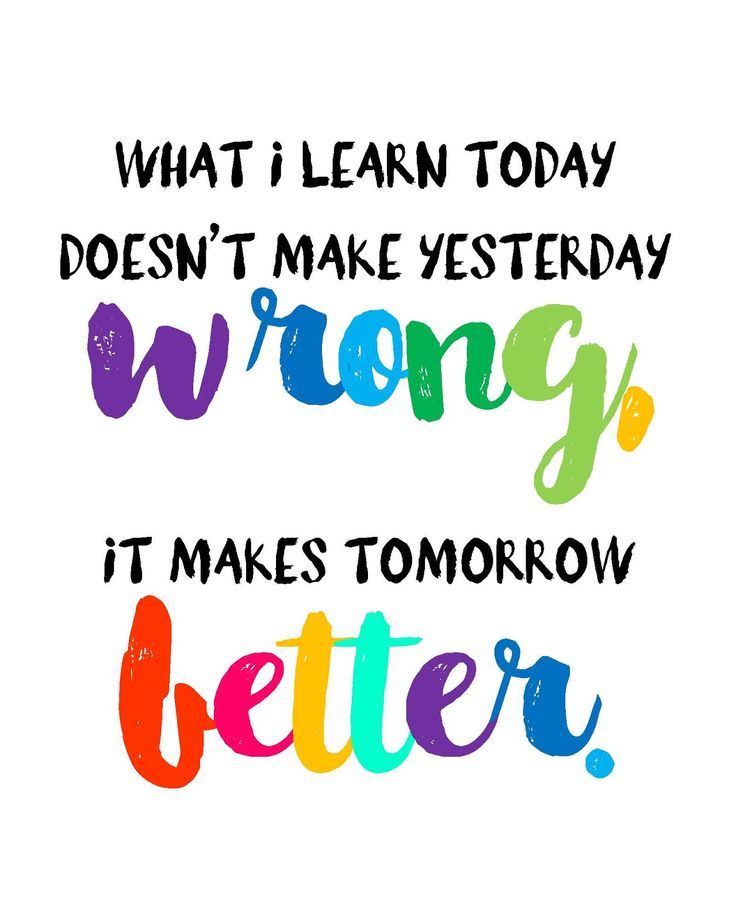 WHAT i LEARN TODAY
DOESN'T MAKE YESTERDAY
wrong,
iT MAKES TOMORROW
better.